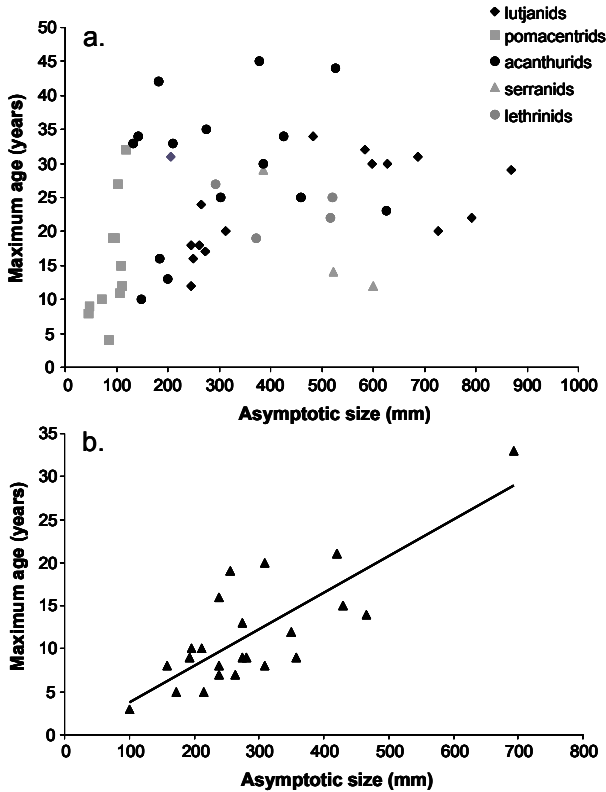 a.
lutjanids
pomacentrids
acanthurids
serranids
lethrinids
Maximum age (years)
50
45
40
35
30
25
20
15
10
5
0
0 100 200 300 400 500 600 700 800 900 1000
Asymptotic size (mm)
b.
Maximum age (years)
35
30
25
20
15
10
5
0
0 100 200 300 400 500 600 700 800
Asymptotic size (mm)